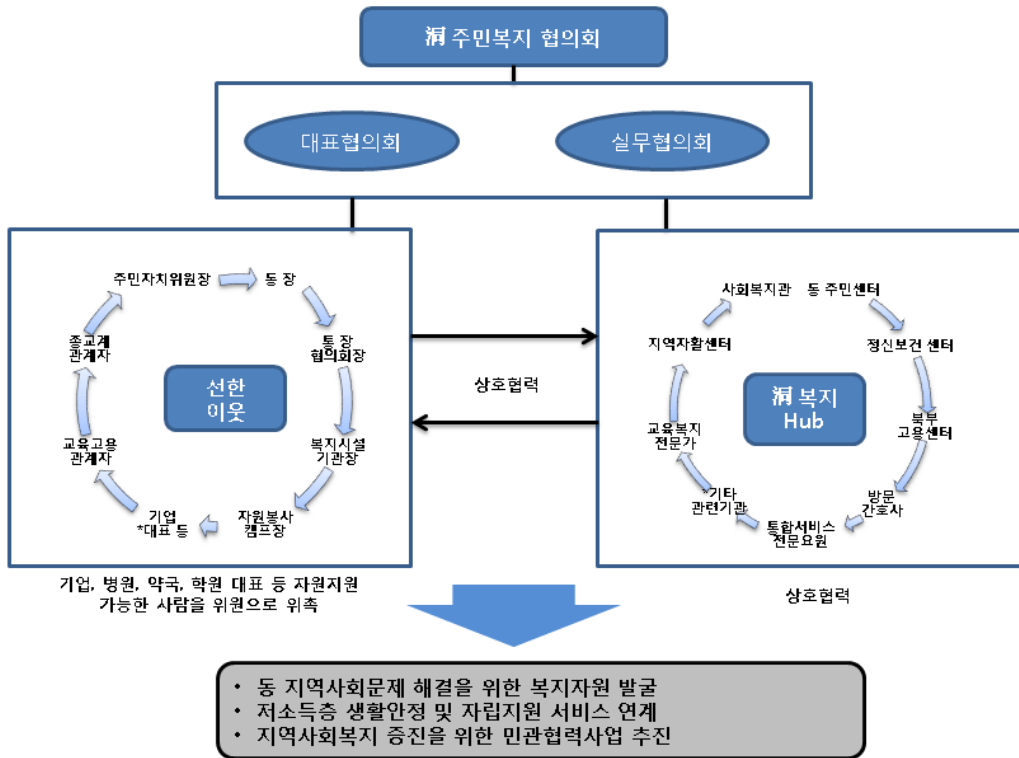 洞 주민복지 협의회
대표협의회
실무협의회
주민자치위원장
동 장
통 장
협의회장
복지시설
기관장
자원봉사
캠프장
기업
*대표 등
교육고용
관계자
종교계
관계자
선한
이웃
상호협력
사회복지관
동 주민센터
정신보건 센터
북부
고용센터
방문
간호사
통합서비스
전문요원
*기타
관련기관
교육복지
전문가
지역자활센터
洞 복지
Hub
기업, 병원, 약국, 학원 대표 등 자원지원
가능한 사람을 위원으로 위촉
상호협력
• 동 지역사회문제 해결을 위한 복지자원 발굴
• 저소득층 생활안정 및 자립지원 서비스 연계
• 지역사회복지 증진을 위한 민관협력사업 추진